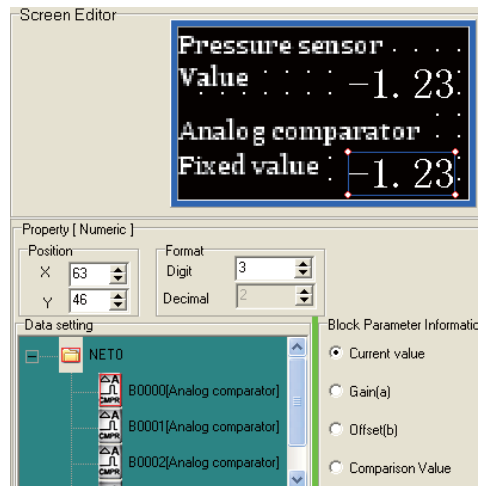 Screen Editor
Pressure sensor . . . .
Value . . . . -1. 23
Analog comparator . .
Fixed value . -1. 23
Property [ Numeric ]
Position
Format
X 63
Digit 3
Y 46
Decimal 2
Data setting
Block Parameter Informatic
NET0
Current value
B0000[Analog comparator]
Gain(a)
B0001[Analog comparator]
Offset(b)
B0002[Analog comparator]
Comparison Value